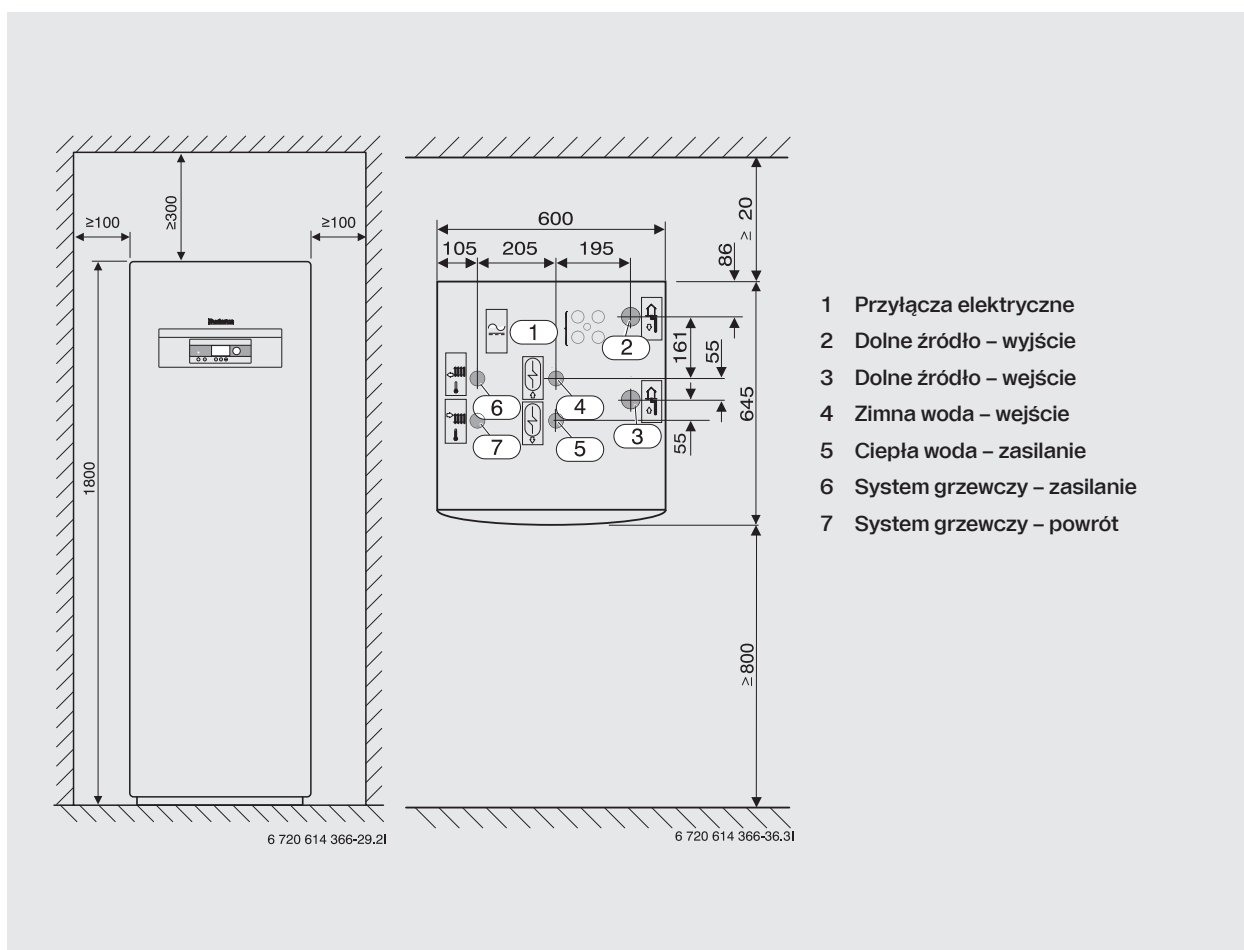 ≥300
≥100
≥100
1800
6 720 614 366-29.2I
≥ 20
600
86
105 205 195
1
2
161
55
645
6
4
3
7
5
55
≥800
6 720 614 366-36.3I
1 Przyłącza elektryczne
2 Dolne źródło – wyjście
3 Dolne źródło – wejście
4 Zimna woda – wejście
5 Ciepła woda – zasilanie
6 System grzewczy – zasilanie
7 System grzewczy – powrót